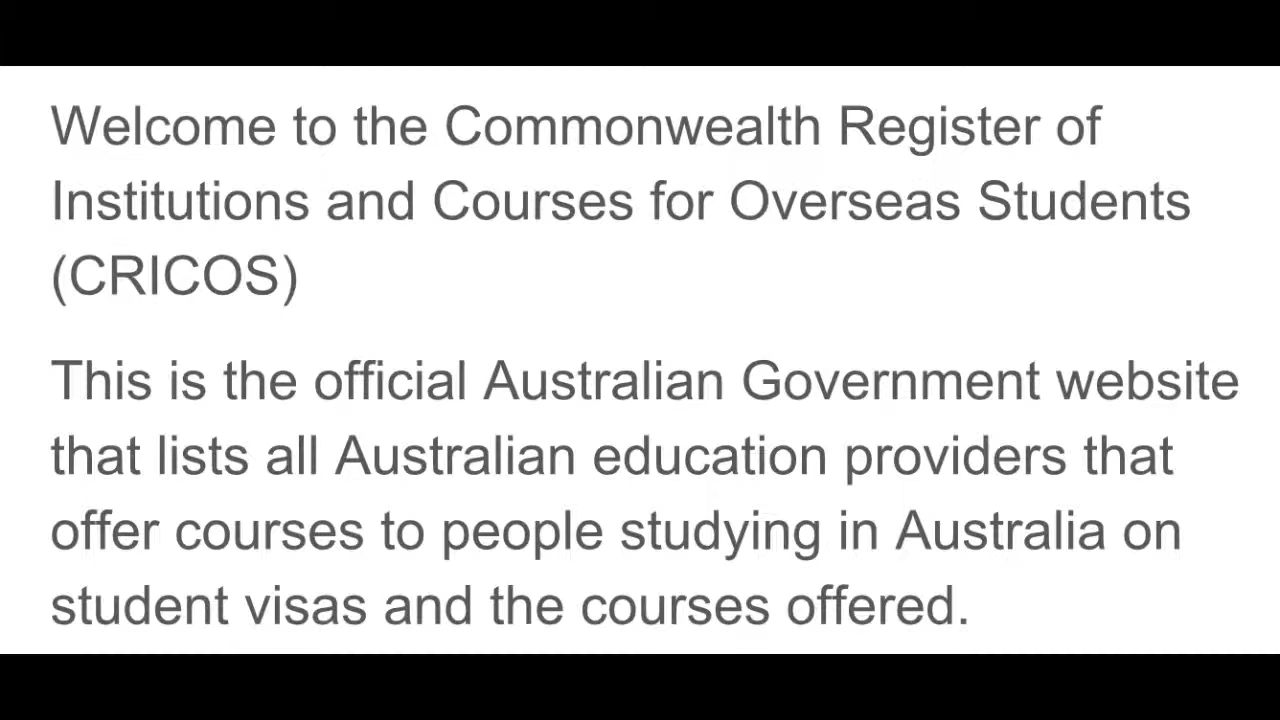 Welcome to the Commonwealth Register of
Institutions and Courses for Overseas Students
(CRICOS)
This is the official Australian Government website
that lists all Australian education providers that
offer courses to people studying in Australia on
student visas and the courses offered.